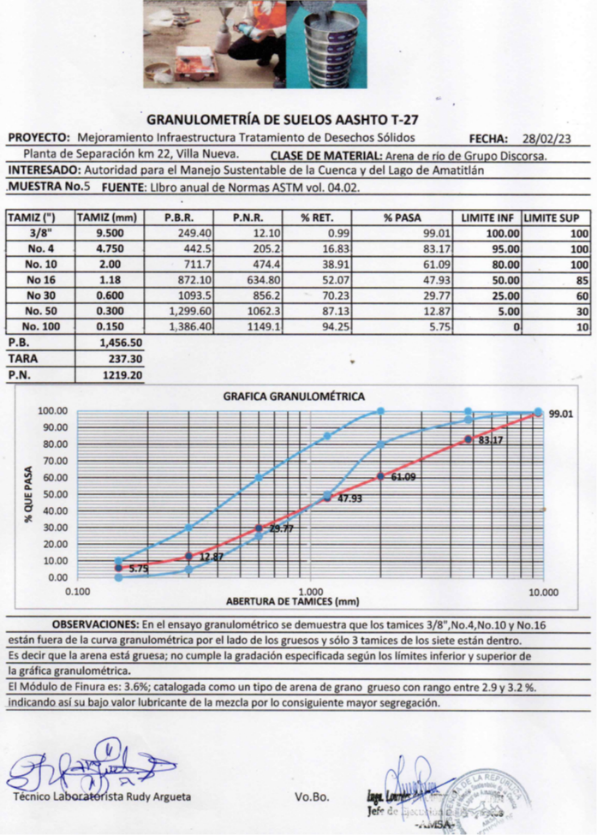 GRANULOMETRÍA DE SUELOS AASHTO T-27
PROYECTO: Mejoramiento Infraestructura Tratamiento de Desechos Sólidos FECHA: 28/02/23
Planta de Separación km 22, Villa Nueva. CLASE DE MATERIAL: Arena de río de Grupo Discorsa.
INTERESADO: Autoridad para el Manejo Sustentable de la Cuenca y del Lago de Amatitlán
MUESTRA No.5 FUENTE: LIbro anual de Normas ASTM vol. 04.02.
TAMIZ (") TAMIZ (mm) P.B.R. P.N.R. % RET. % PASA LIMITE INF LIMITE SUP
3/8" 9.500 249.40 12.10 0.99 99.01 100.00 100
No. 4 4.750 442.5 205.2 16.83 83.17 95.00 100
No. 10 2.00 711.7 474.4 38.91 61.09 80.00 100
No 16 1.18 872.10 634.80 52.07 47.93 50.00 85
No 30 0.600 1093.5 856.2 70.23 29.77 25.00 60
No. 50 0.300 1,299.60 1062.3 87.13 12.87 5.00 30
No. 100 0.150 1,386.40 1149.1 94.25 5.75 0 10
P.B. 1,456.50
TARA 237.30
P.N. 1219.20
GRAFICA GRANULOMÉTRICA
% QUE PASA
100.00
90.00
80.00
70.00
60.00
50.00
40.00
30.00
20.00
10.00
0.00
99.01
83.17
61.09
47.93
29.77
12.87
5.75
0.100 1.000 10.000
ABERTURA DE TAMICES (mm)
OBSERVACIONES: En el ensayo granulométrico se demuestra que los tamices 3/8",No.4,No.10 y No.16
están fuera de la curva granulométrica por el lado de los gruesos y sólo 3 tamices de los siete están dentro.
Es decir que la arena está gruesa; no cumple la gradación especificada según los límites inferior y superior de
la gráfica granulométrica.
El Módulo de Finura es: 3.6%; catalogada como un tipo de arena de grano grueso con rango entre 2.9 y 3.2 %.
indicando así su bajo valor lubricante de la mezcla por lo consiguiente mayor segregación.
Técnico Laboratorista Rudy Argueta Vo.Bo.
Jefe de
-AMSA-